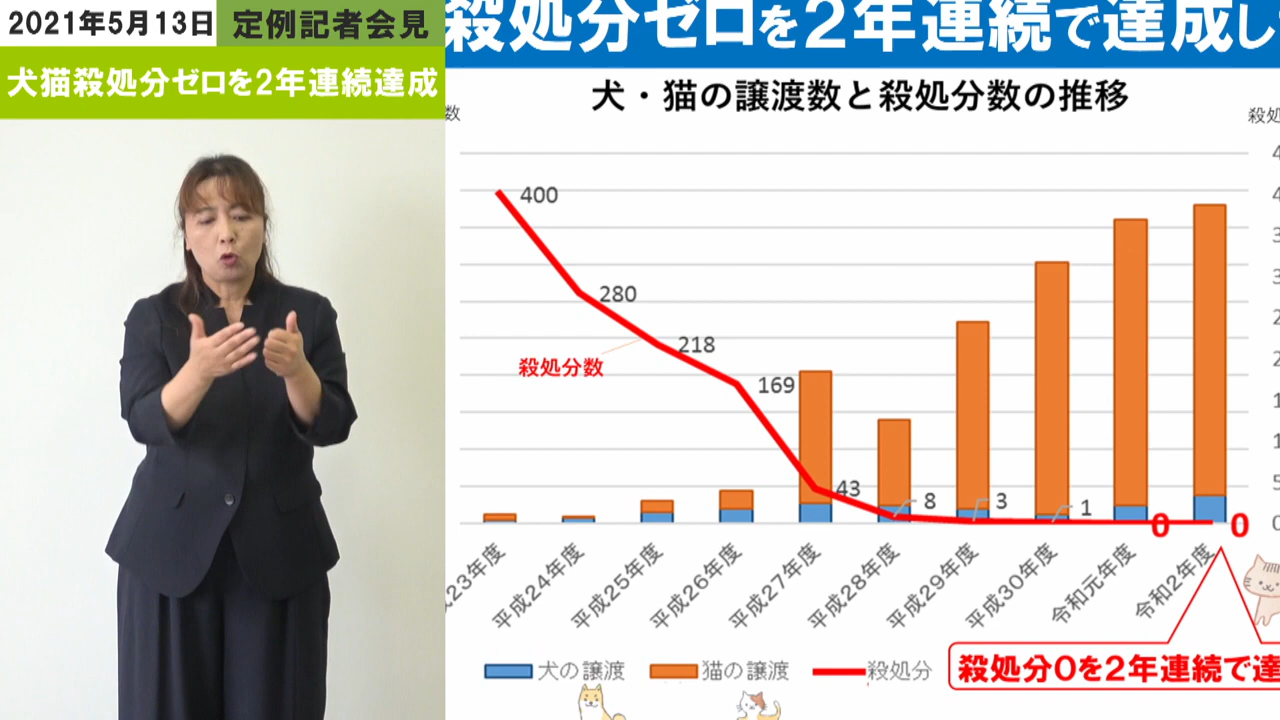 2021年5月13日 定例記者会見
犬猫殺処分ゼロを2年連続達成
殺処分ゼロを2年連続で達成し
犬・猫の譲渡数と殺処分数の推移
数
殺処
400
280
218
殺処分数
169
43
8
3
1
0
0
23年度
平成24年度
平成25年度
平成26年度
平成27年度
平成28年度
平成29年度
平成30年度
令和元年度
令和2年度
犬の譲渡
猫の譲渡
殺処分
殺処分0を2年連続で達